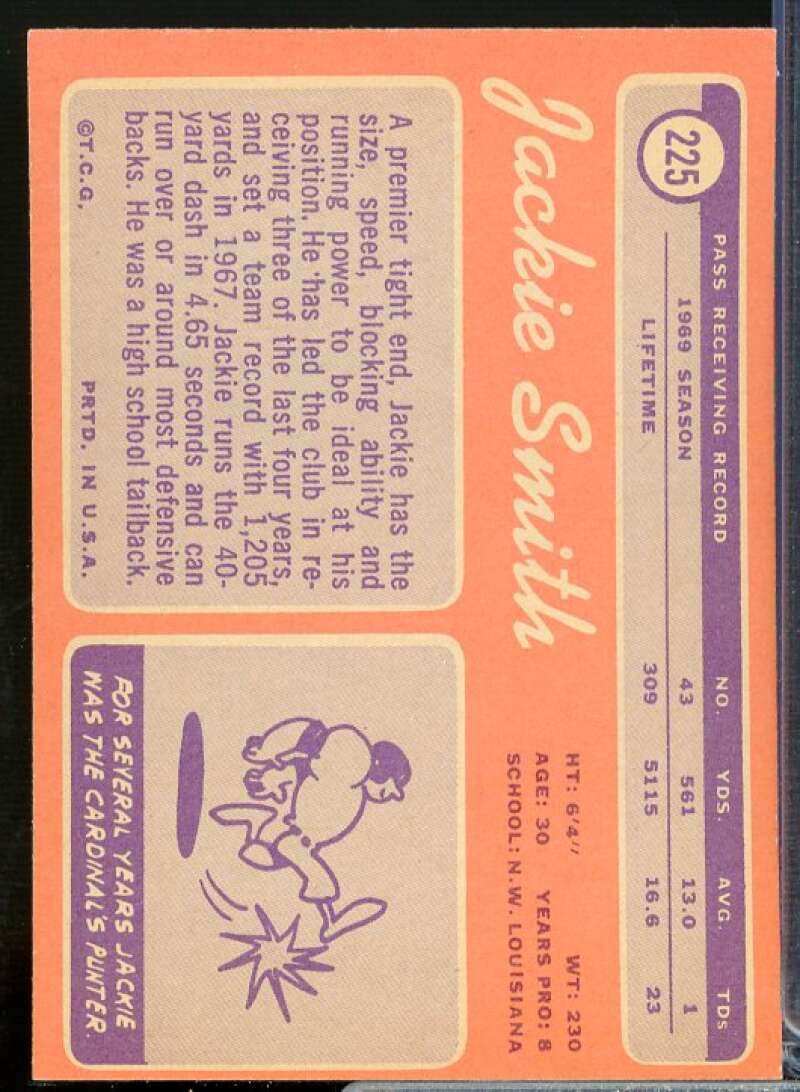 225
PASS RECEIVING RECORD NO. YDS. AVG. TDs
1969 SEASON 43 561 13.0 1
LIFETIME 309 5115 16.6 23
Jackie Smith
HT: 6'4" WT: 230
AGE: 30 YEARS PRO: 8
SCHOOL: N.W. LOUISIANA
A premier tight end, Jackie has the
size, speed, blocking ability and
running power to be ideal at his
position. He has led the club in re-
ceiving three of the last four years,
and set a team record with 1,205
yards in 1967. Jackie runs the 40-
yard dash in 4.65 seconds and can
run over or around most defensive
backs. He was a high school tailback.
©T.C.G. PRTD. IN U.S.A.
FOR SEVERAL YEARS JACKIE
WAS THE CARDINAL'S PUNTER.